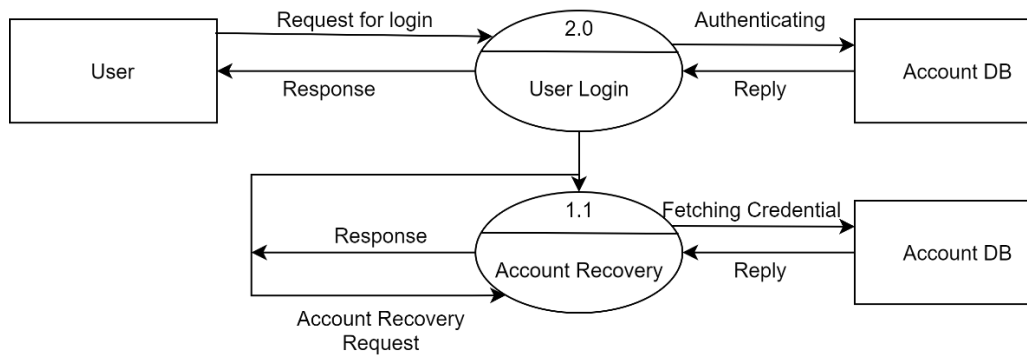 Request for login
2.0
Authenticating
User
Account DB
Response
User Login
Reply
1.1
Fetching Credential
Response
Account DB
Account Recovery
Reply
Account Recovery
Request